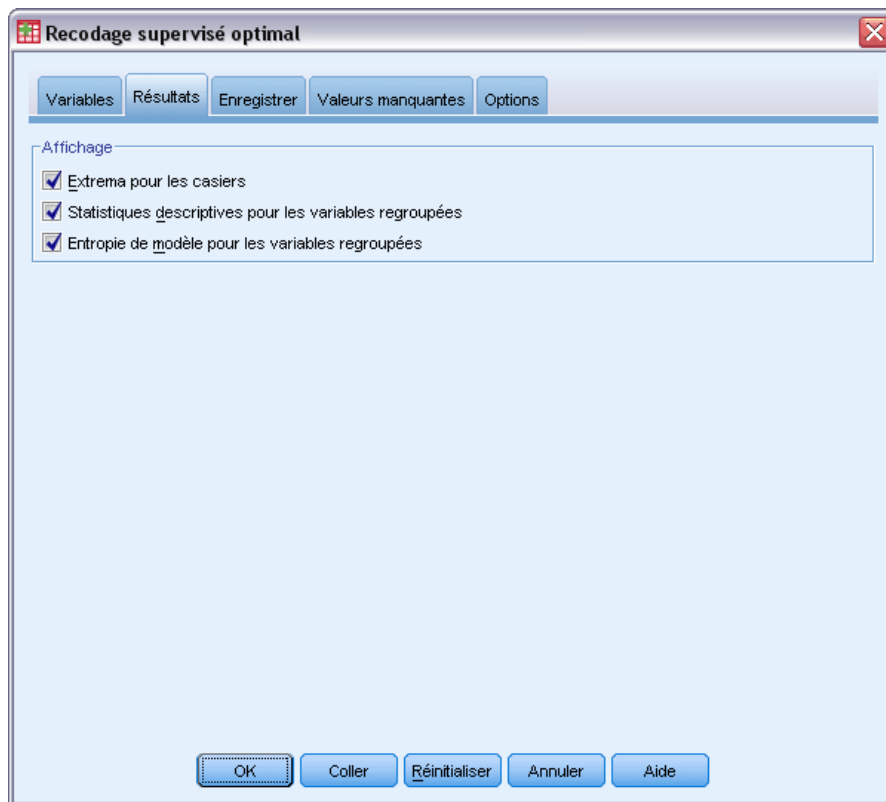 Recodage supervisé optimal
Variables Résultats Enregistrer Valeurs manquantes Options
Affichage
Extrema pour les casiers
Statistiques descriptives pour les variables regroupées
Entropie de modèle pour les variables regroupées
OK Coller Réinitialiser Annuler Aide